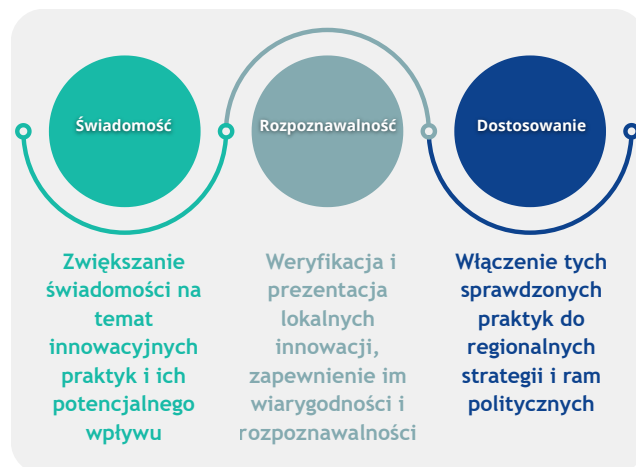 Świadomość
Rozpoznawalność
Dostosowanie
Zwiększanie
świadomości na
temat
innowacyjnych
praktyk i ich
potencjalnego
wpływu
Weryfikacja i
prezentacja
lokalnych
innowacji,
zapewnienie im
wiarygodności i
rozpoznawalności
Włączenie tych
sprawdzonych
praktyk do
regionalnych
strategii i ram
politycznych